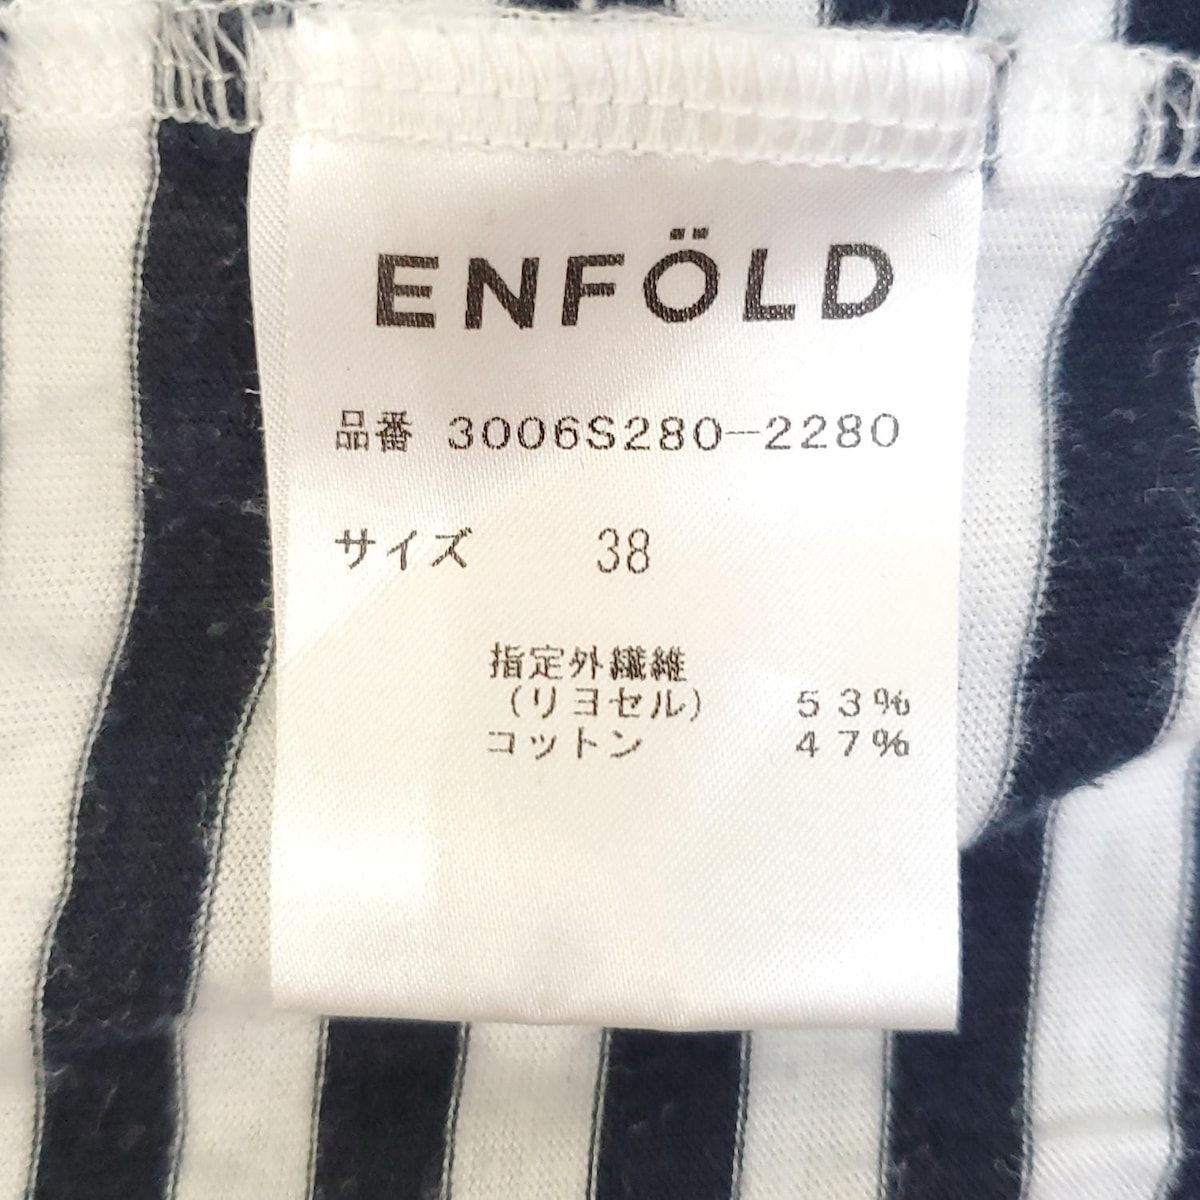 ENFÖLD
品番 3006S280-2280
サイズ 38
指定外繊維
(リヨセル) 53%
コットン 47%